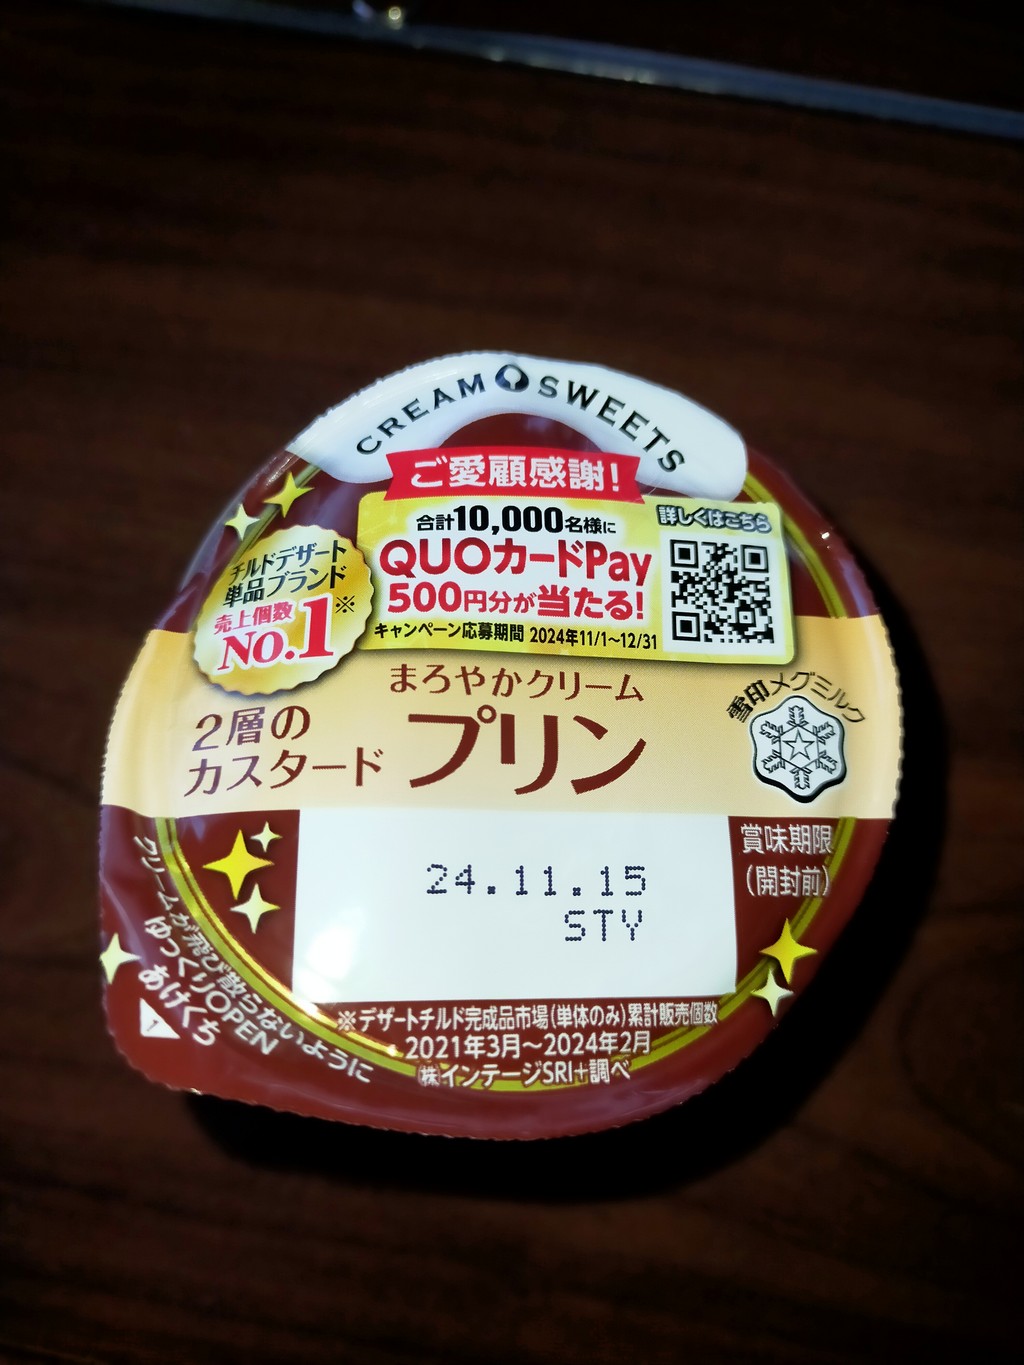 CREAM SWEETS
ご愛顧感謝!
合計10,000名様に
QUOカードPay
500円分が当たる!
キャンペーン応募期間 2024年11/1~12/31
詳しくはこちら
チルドデザート
単品ブランド
売上個数
No.1※
まろやかクリーム
2層の
カスタード
プリン
雪印メグミルク
賞味期限
(開封前)
24.11.15
STY
※デザートチルド完成品市場(単体のみ)累計販売個数
2021年3月~2024年2月
㈱インテージSRI+調べ
クリームが飛び散らないように
ゆっくりOPEN
あけくち
1